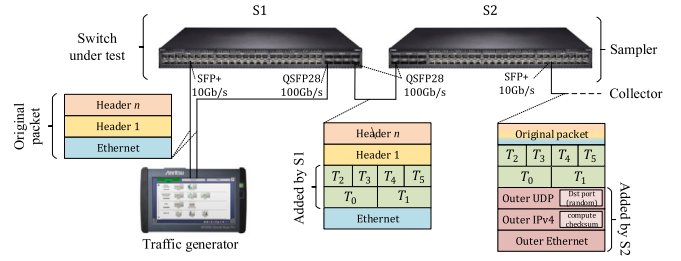 S1
S2
Switch
under test
Sampler
SFP+
10Gb/s
QSFP28
100Gb/s
QSFP28
100Gb/s
SFP+
10Gb/s
Collector
Original
packet
Header n
Header 1
Ethernet
Traffic generator
Added by S1
Header n
Header 1
T2 T3 T4 T5
T0 T1
Ethernet
Original packet
T2 T3 T4 T5
T0 T1
Outer UDP
Dst port
(random)
Outer IPv4
compute
checksum
Outer Ethernet
Added by S2